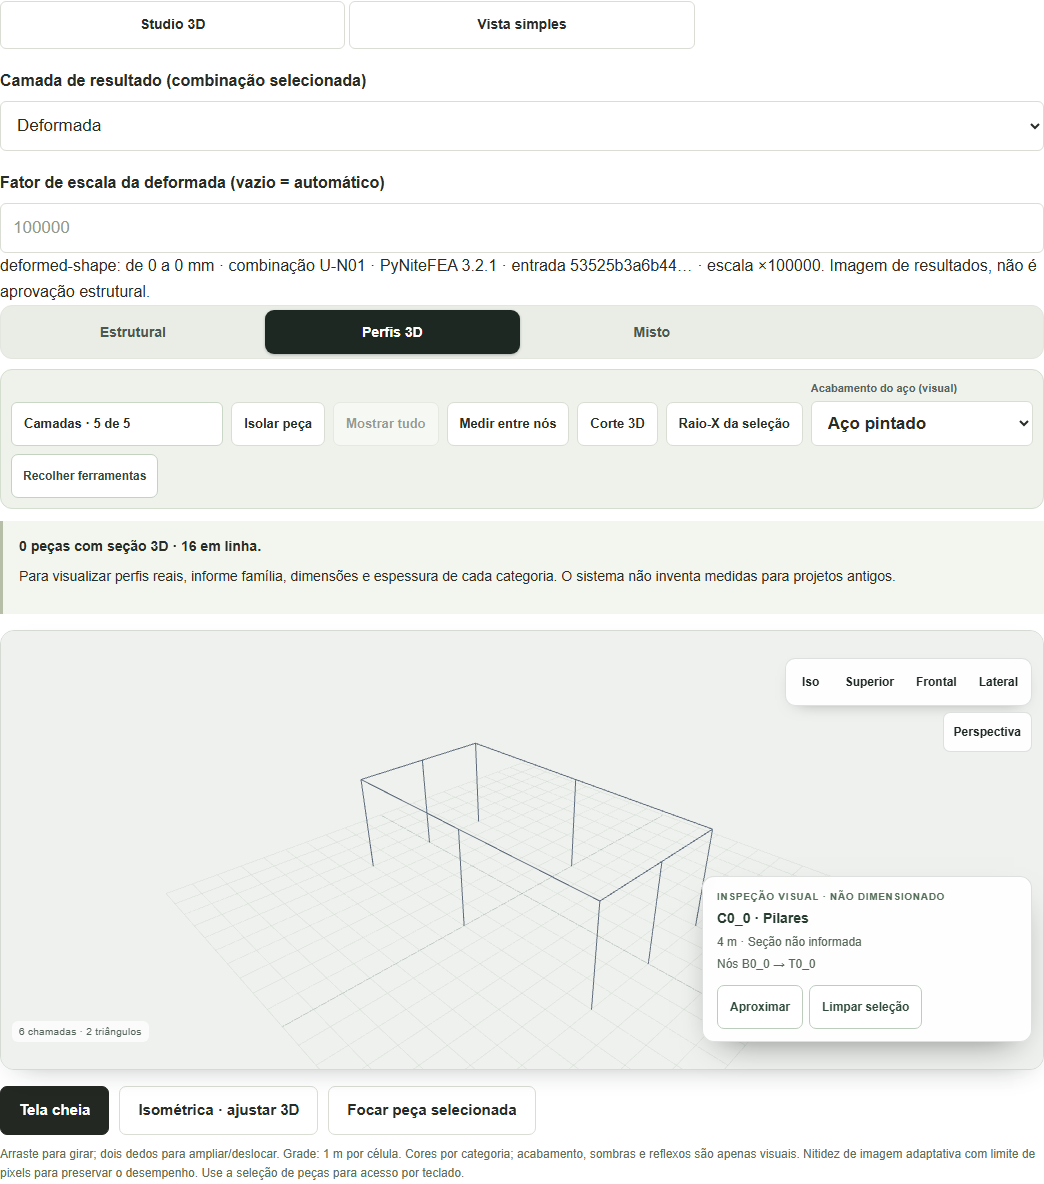 Studio 3D
Vista simples
Camada de resultado (combinação selecionada)
Deformada
Fator de escala da deformada (vazio = automático)
100000
deformed-shape: de 0 a 0 mm · combinação U-N01 · PyNiteFEA 3.2.1 · entrada 53525b3a6b44… · escala ×100000. Imagem de resultados, não é
aprovação estrutural.
Estrutural
Perfis 3D
Misto
Acabamento do aço (visual)
Camadas · 5 de 5
Isolar peça
Mostrar tudo
Medir entre nós
Corte 3D
Raio-X da seleção
Aço pintado
Recolher ferramentas
0 peças com seção 3D · 16 em linha.
Para visualizar perfis reais, informe família, dimensões e espessura de cada categoria. O sistema não inventa medidas para projetos antigos.
Iso
Superior
Frontal
Lateral
Perspectiva
INSPEÇÃO VISUAL · NÃO DIMENSIONADO
C0_0 · Pilares
4 m · Seção não informada
Nós B0_0 → T0_0
Aproximar
Limpar seleção
6 chamadas · 2 triângulos
Tela cheia
Isométrica · ajustar 3D
Focar peça selecionada
Arraste para girar; dois dedos para ampliar/deslocar. Grade: 1 m por célula. Cores por categoria; acabamento, sombras e reflexos são apenas visuais. Nitidez de imagem adaptativa com limite de
pixels para preservar o desempenho. Use a seleção de peças para acesso por teclado.